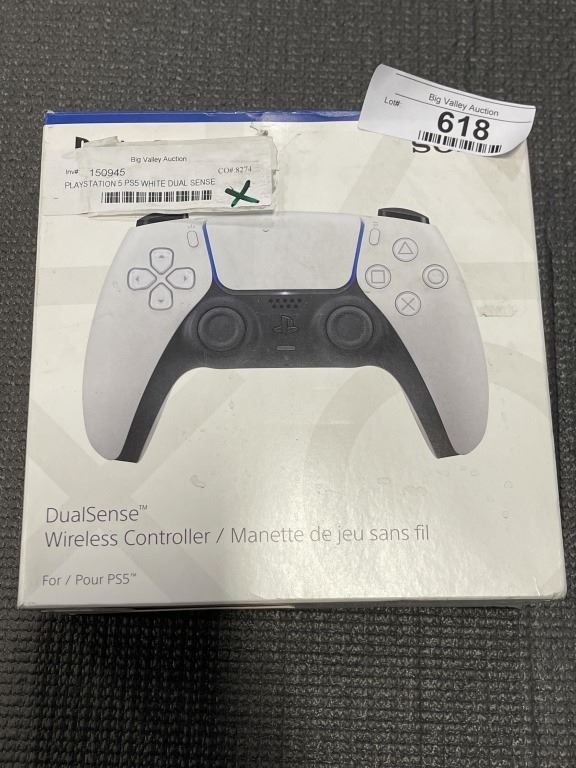 Big Valley Auction
Lot#:
618
Big Valley Auction
Inv#: 150945 CO#:8274
PLAYSTATION 5 PS5 WHITE DUAL SENSE
X
DualSense™
Wireless Controller / Manette de jeu sans fil
For / Pour PS5™